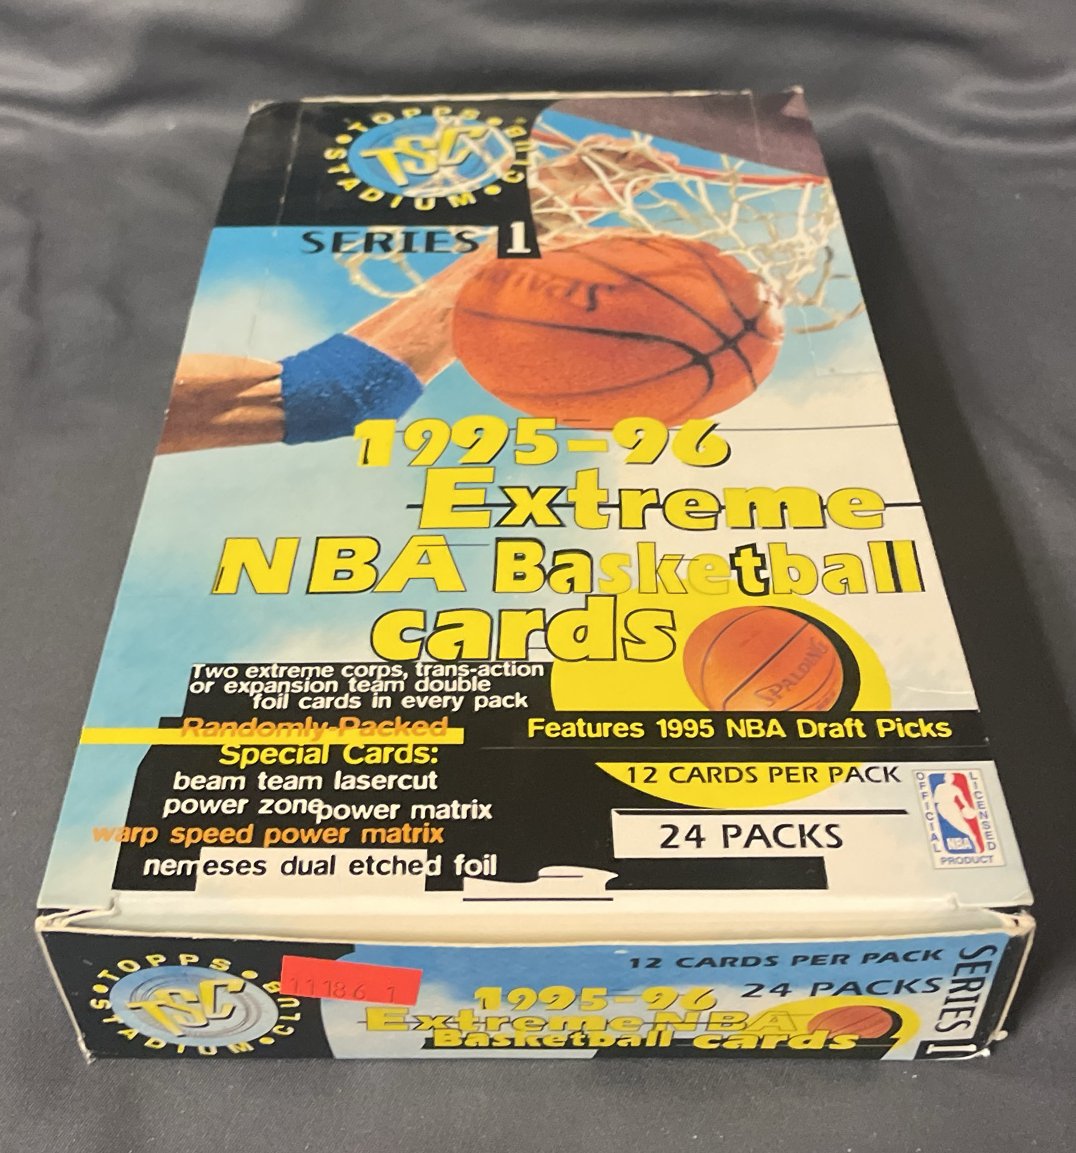 TOPPS • STADIUM • CLUB
TSC
SERIES 1
1995-96
Extreme
NBA Basketball
cards
SPALDING
Two extreme corps, trans-action
or expansion team double
foil cards in every pack
Randomly-Packed
Special Cards:
beam team lasercut
power zone power matrix
warp speed power matrix
nemeses dual etched foil
Features 1995 NBA Draft Picks
12 CARDS PER PACK
24 PACKS
OFFICIAL LICENSED
NBA
PRODUCT
TOPPS • STADIUM • CLUB
TSC
11186 1
12 CARDS PER PACK
24 PACKS
1995-96
Extreme NBA
Basketball cards
SERIES 1